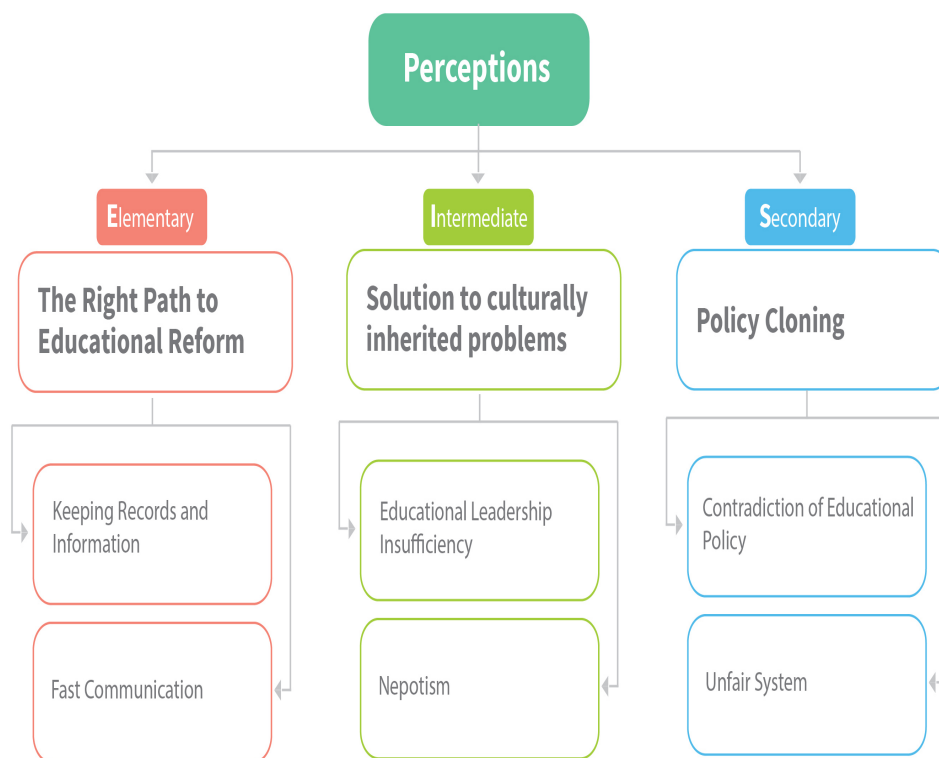 Perceptions
Elementary
The Right Path to
Educational Reform
Keeping Records and
Information
Fast Communication
Intermediate
Solution to culturally
inherited problems
Educational Leadership
Insufficiency
Nepotism
Secondary
Policy Cloning
Contradiction of Educational
Policy
Unfair System